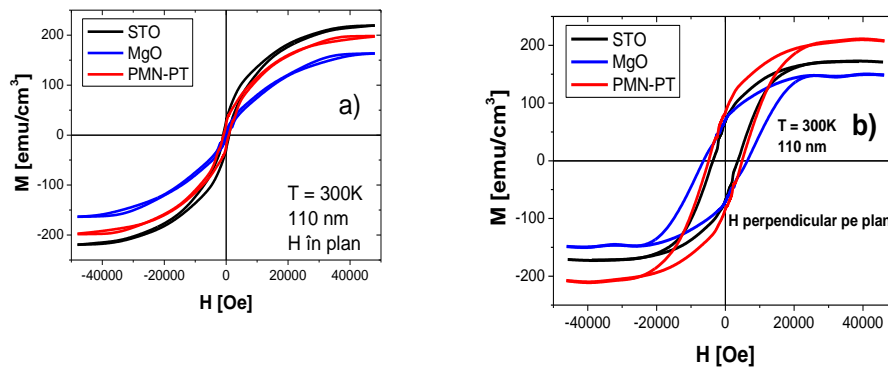 STO
MgO
PMN-PT
a)
T = 300K
110 nm
H în plan
M [emu/cm3]
200
100
0
-100
-200
-40000 -20000 0 20000 40000
H [Oe]
STO
MgO
PMN-PT
b)
T = 300K
110 nm
H perpendicular pe plan
M [emu/cm3]
200
100
0
-100
-200
-40000 -20000 0 20000 40000
H [Oe]